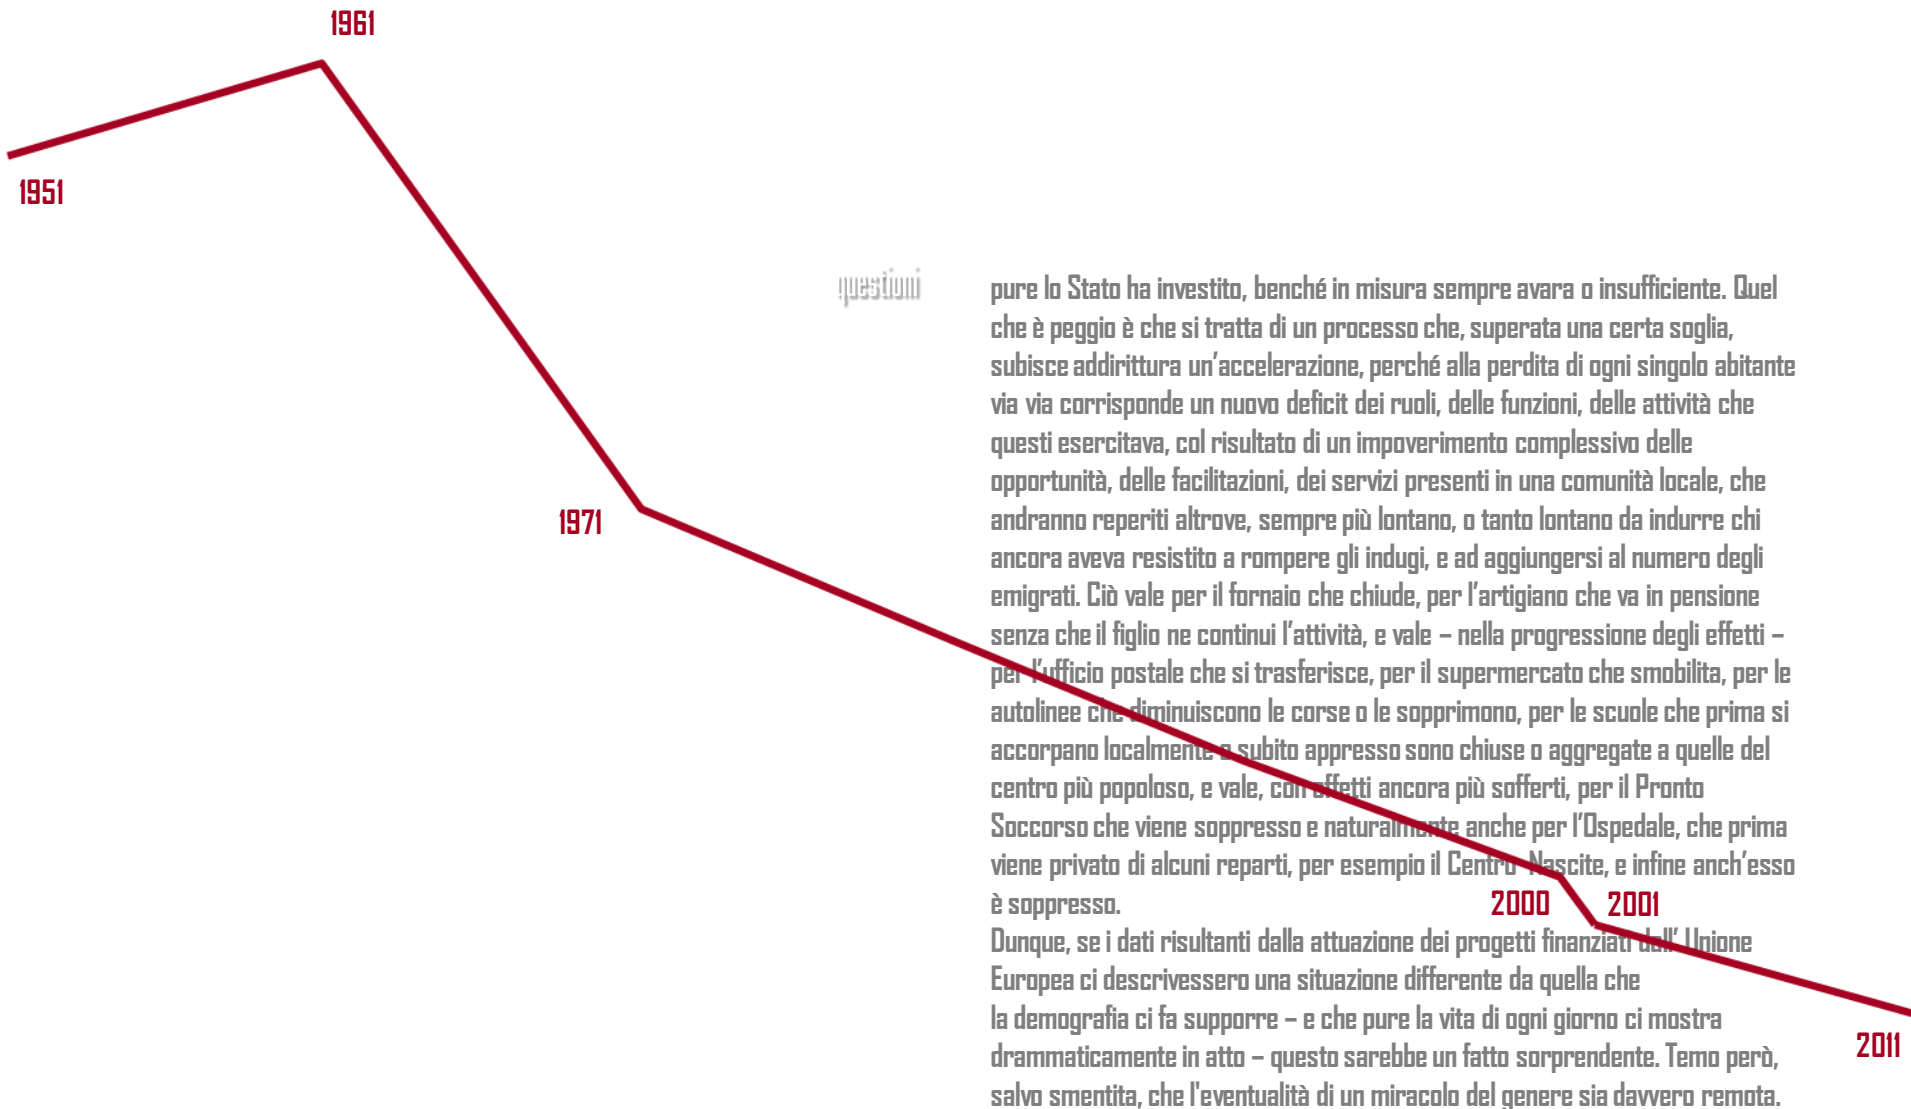 1961
1951
questioni
pure lo Stato ha investito, benché in misura sempre avara o insufficiente. Quel
che è peggio è che si tratta di un processo che, superata una certa soglia,
subisce addirittura un'accelerazione, perché alla perdita di ogni singolo abitante
via via corrisponde un nuovo deficit dei ruoli, delle funzioni, delle attività che
questi esercitava, col risultato di un impoverimento complessivo delle
opportunità, delle facilitazioni, dei servizi presenti in una comunità locale, che
1971
andranno reperiti altrove, sempre più lontano, o tanto lontano da indurre chi
ancora aveva resistito a rompere gli indugi, e ad aggiungersi al numero degli
emigrati. Ciò vale per il fornaio che chiude, per l'artigiano che va in pensione
senza che il figlio ne continui l'attività, e vale – nella progressione degli effetti –
per l'ufficio postale che si trasferisce, per il supermercato che smobilita, per le
autolinee che diminuiscono le corse o le sopprimono, per le scuole che prima si
accorpano localmente e subito appresso sono chiuse o aggregate a quelle del
centro più popoloso, e vale, con effetti ancora più sofferti, per il Pronto
Soccorso che viene soppresso e naturalmente anche per l'Ospedale, che prima
viene privato di alcuni reparti, per esempio il Centro Nascite, e infine anch'esso
è soppresso.
2000 2001
Dunque, se i dati risultanti dalla attuazione dei progetti finanziati dall' Unione
Europea ci descrivessero una situazione differente da quella che
la demografia ci fa supporre – e che pure la vita di ogni giorno ci mostra
drammaticamente in atto – questo sarebbe un fatto sorprendente. Temo però,
2011
salvo smentita, che l'eventualità di un miracolo del genere sia davvero remota.